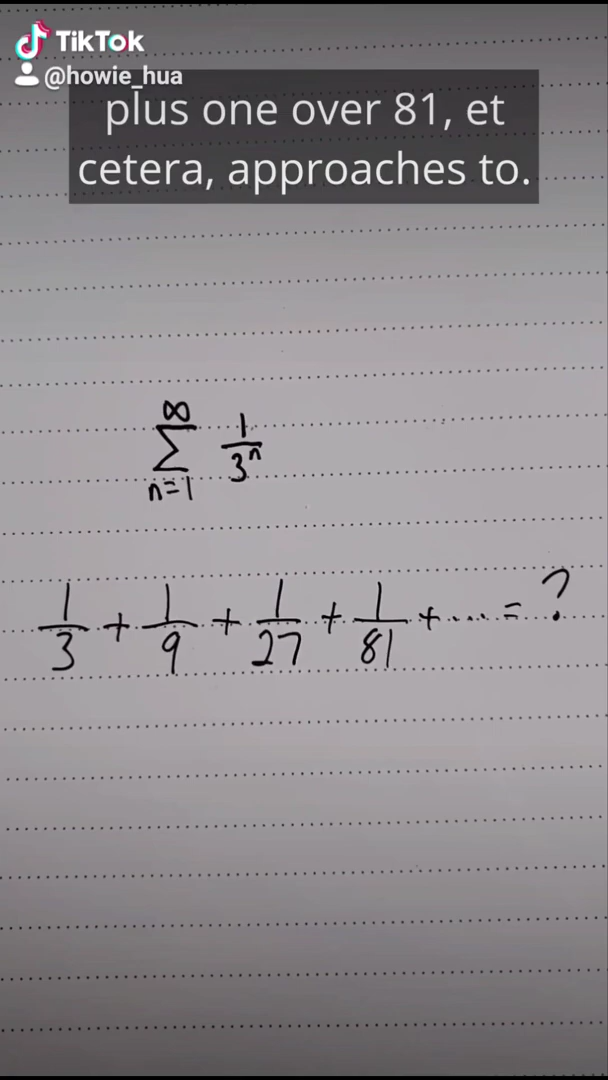 TikTok
@howie_hua
plus one over 81, et
cetera, approaches to.
∞
∑ 1/3ⁿ
n=1
1/3 + 1/9 + 1/27 + 1/81 + .... = ?